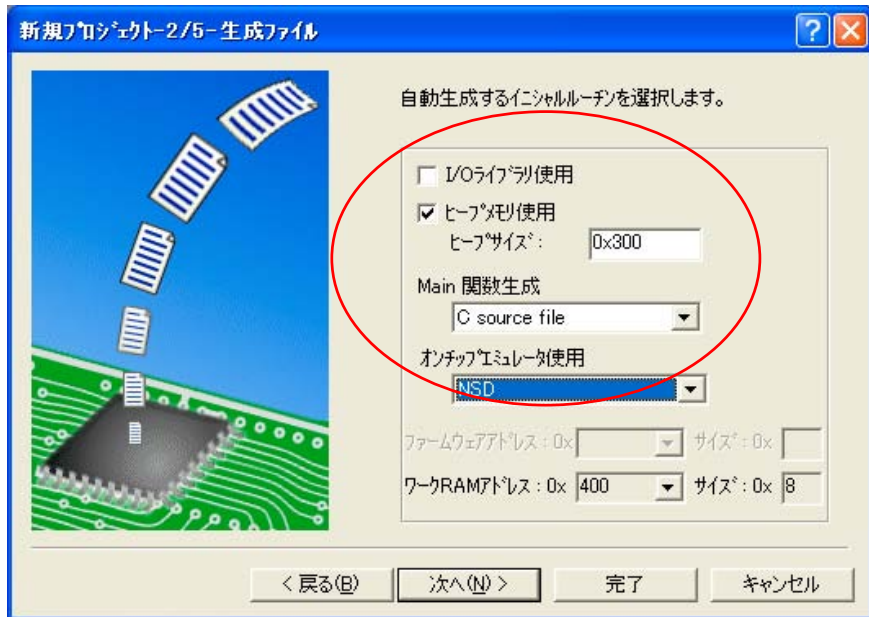 新規プロジェクト-2/5-生成ファイル
自動生成するイニシャルルーチンを選択します。
I/Oライブラリ使用
ヒープメモリ使用
ヒープサイズ: 0x300
Main 関数生成
C source file
オンチップエミュレータ使用
NSD
ファームウェアアドレス:0x サイズ:0x
ワークRAMアドレス:0x 400 サイズ:0x 8
< 戻る(B) 次へ(N) > 完了 キャンセル